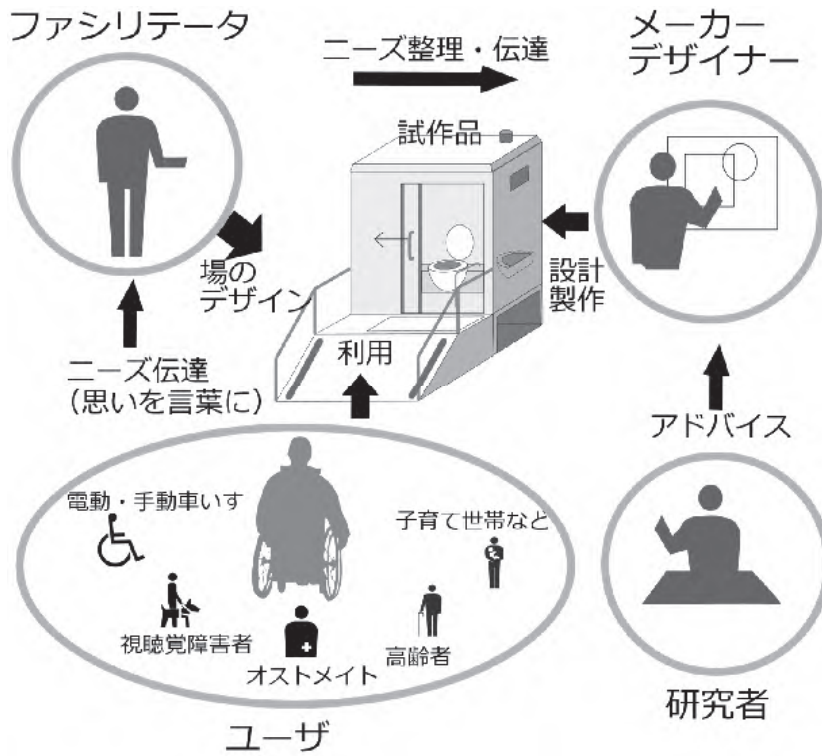 ファシリテータ
ニーズ整理・伝達
メーカー
デザイナー
試作品
場の
デザイン
設計
製作
利用
ニーズ伝達
（思いを言葉に）
アドバイス
電動・手動車いす
子育て世帯など
視聴覚障害者
オストメイト
高齢者
ユーザ
研究者